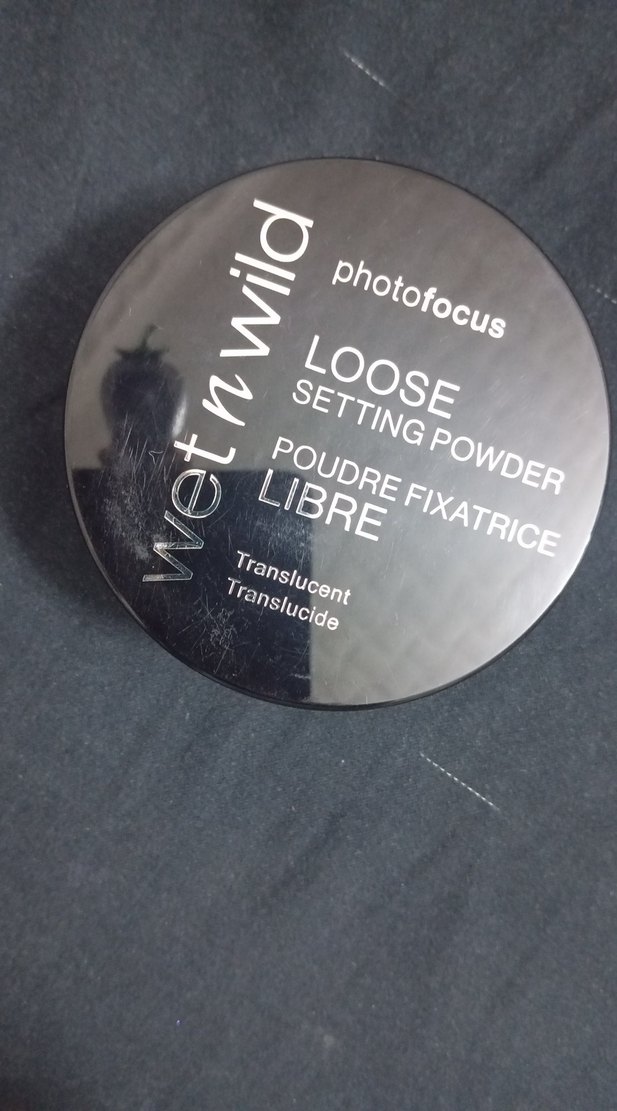 wet n wild
photofocus
LOOSE
SETTING POWDER
POUDRE FIXATRICE
LIBRE
Translucent
Translucide